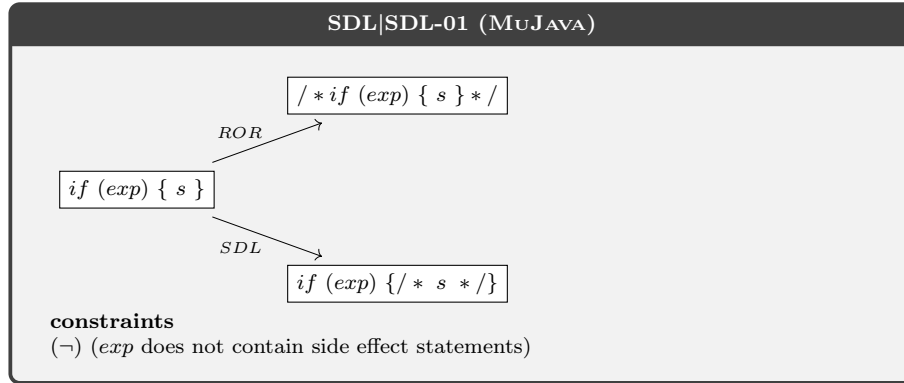 SDL|SDL-01 (MUJAVA)
/ * if (exp) { s } * /
ROR
if (exp) { s }
SDL
if (exp) {/ * s * /}
constraints
(¬) (exp does not contain side effect statements)